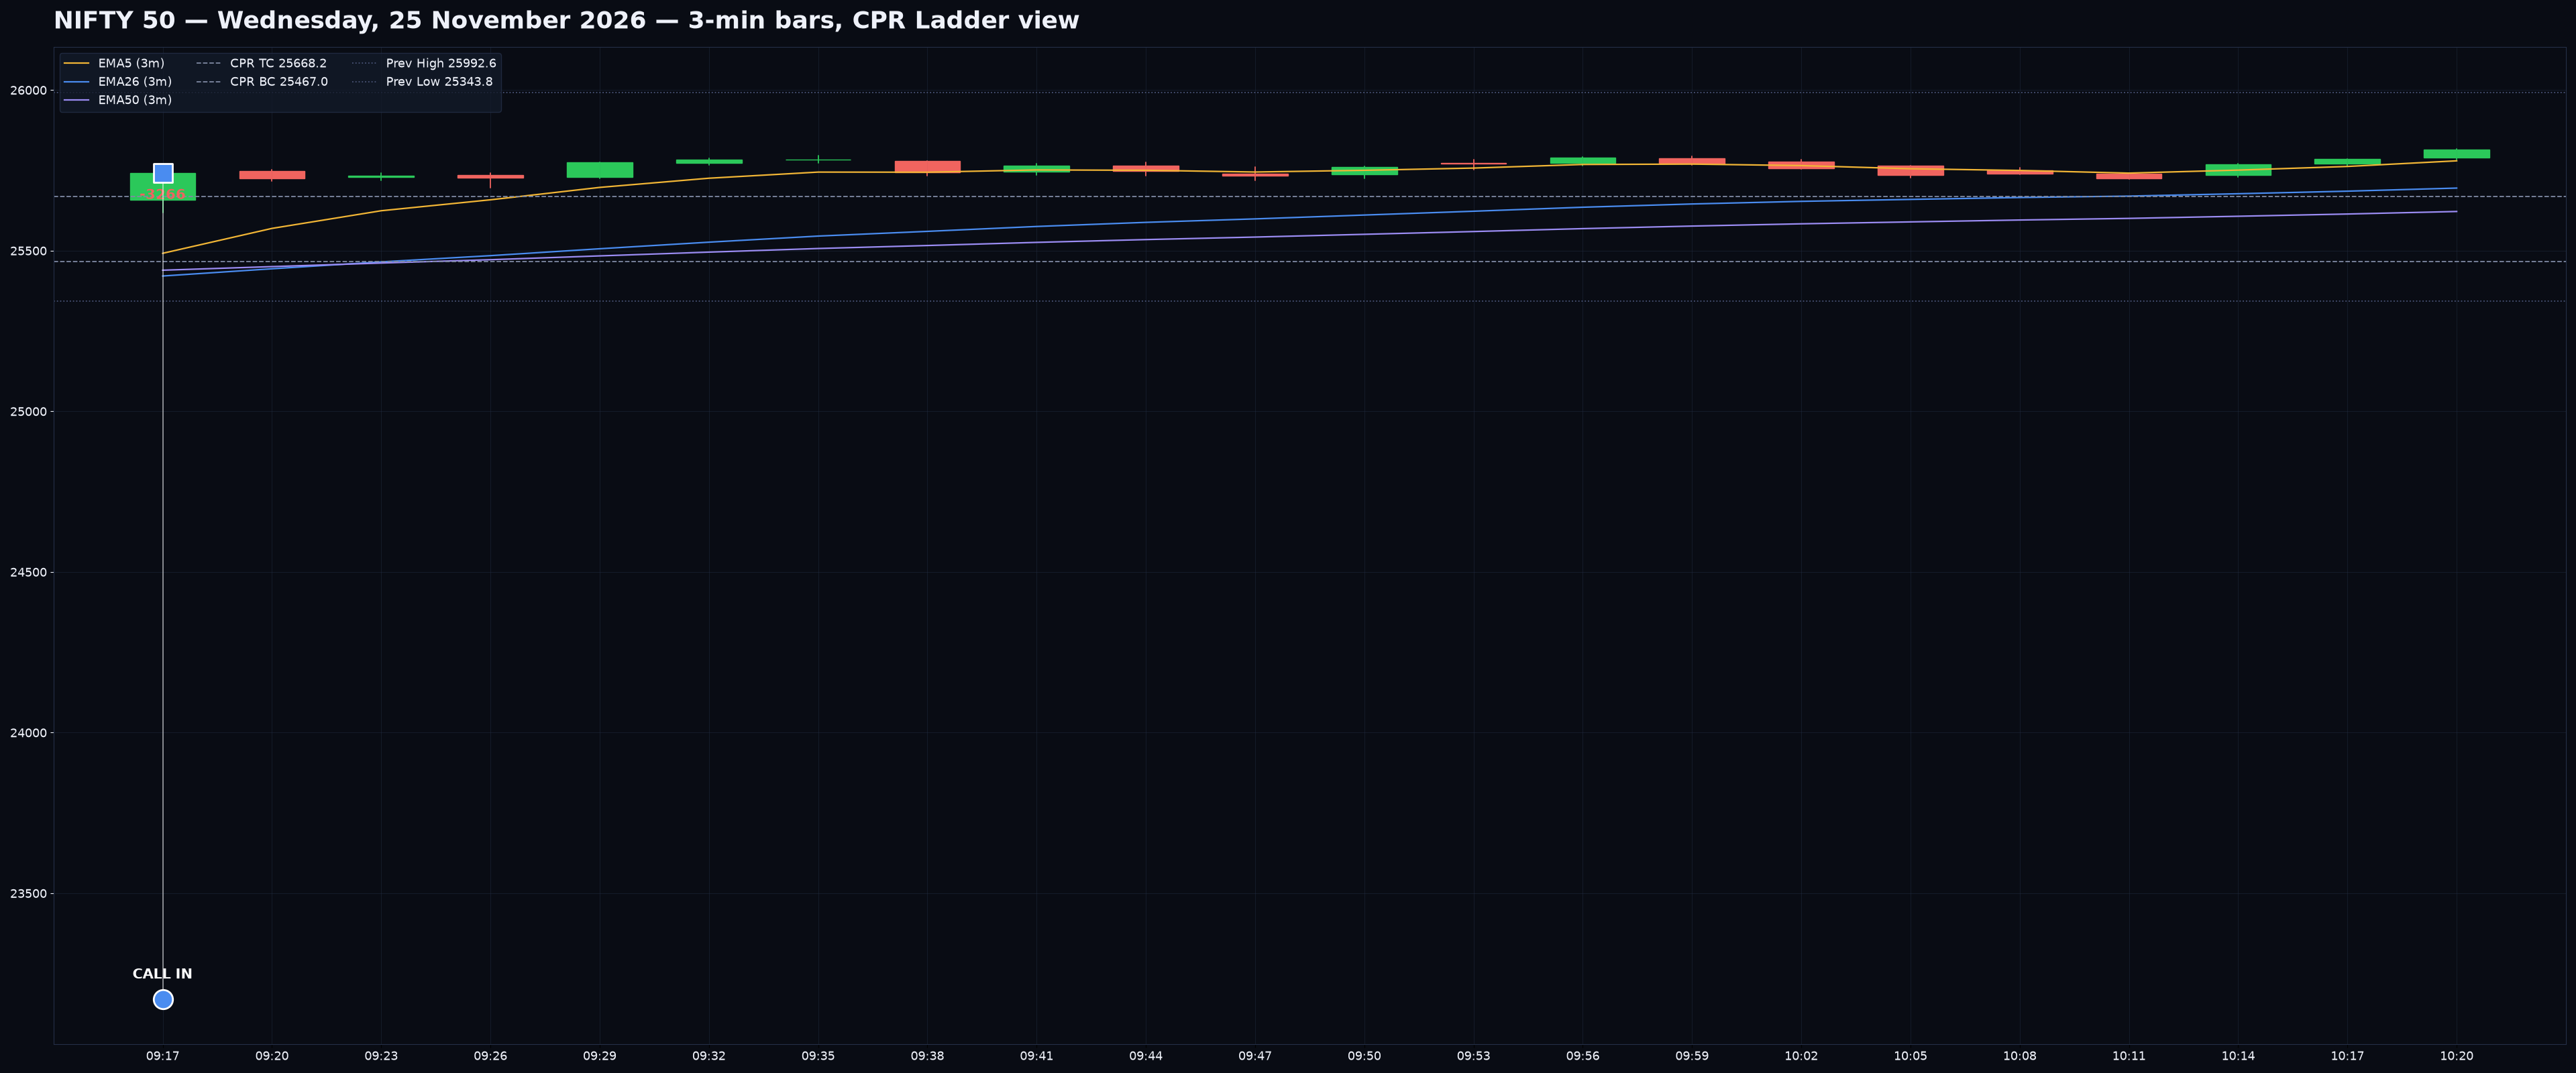 NIFTY 50 — Wednesday, 25 November 2026 — 3-min bars, CPR Ladder view
EMA5 (3m)
EMA26 (3m)
EMA50 (3m)
CPR TC 25668.2
CPR BC 25467.0
Prev High 25992.6
Prev Low 25343.8
26000
25500
25000
24500
24000
23500
CALL IN
09:17 09:20 09:23 09:26 09:29 09:32 09:35 09:38 09:41 09:44 09:47 09:50 09:53 09:56 09:59 10:02 10:05 10:08 10:11 10:14 10:17 10:20